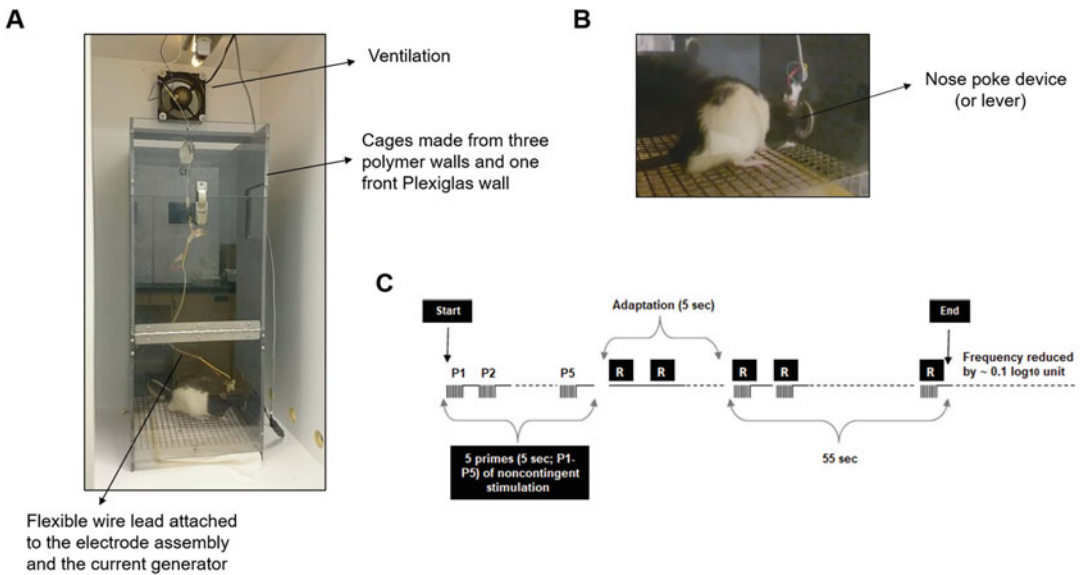 A
Ventilation
Cages made from three
polymer walls and one
front Plexiglas wall
Flexible wire lead attached
to the electrode assembly
and the current generator
B
Nose poke device
(or lever)
C
Start
Adaptation (5 sec)
End
P1 P2 P5 R R R R R
Frequency reduced
by ~ 0.1 log10 unit
5 primes (5 sec; P1-
P5) of noncontingent
stimulation
55 sec